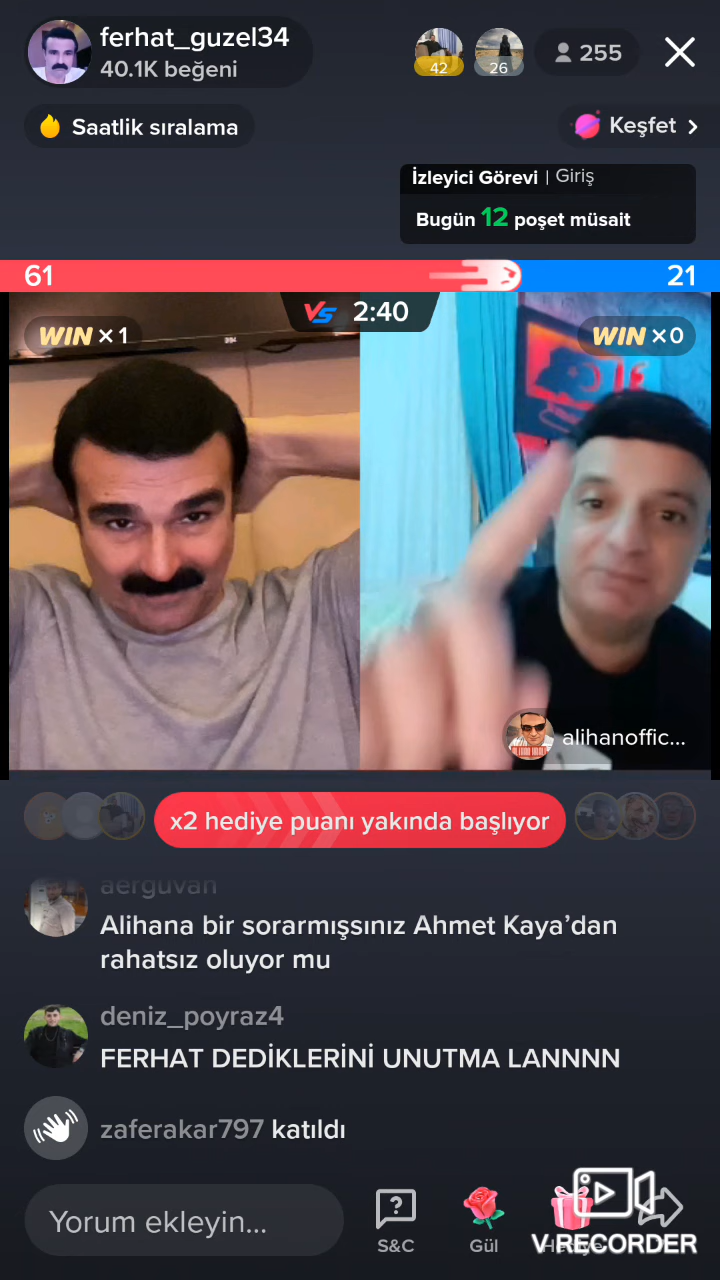 ferhat_guzel34
40.1K beğeni
42
26
255
Saatlik sıralama
Keşfet
İzleyici Görevi | Giriş
Bugün 12 poşet müsait
61
21
VS 2:40
WIN x 1
WIN x 0
alihanoffic...
x2 hediye puanı yakında başlıyor
aerguvan
Alihana bir sorarmışsınız Ahmet Kaya’dan
rahatsız oluyor mu
deniz_poyraz4
FERHAT DEDİKLERİNİ UNUTMA LANNNN
zaferakar797 katıldı
Yorum ekleyin...
S&C
Gül
V.RECORDER